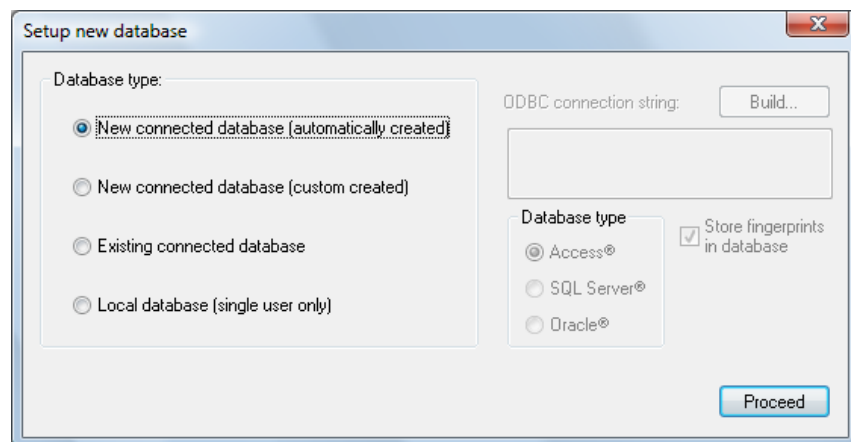 Setup new database
Database type:
New connected database (automatically created)
New connected database (custom created)
Existing connected database
Local database (single user only)
ODBC connection string:
Build...
Database type
Access®
SQL Server®
Oracle®
Store fingerprints
in database
Proceed